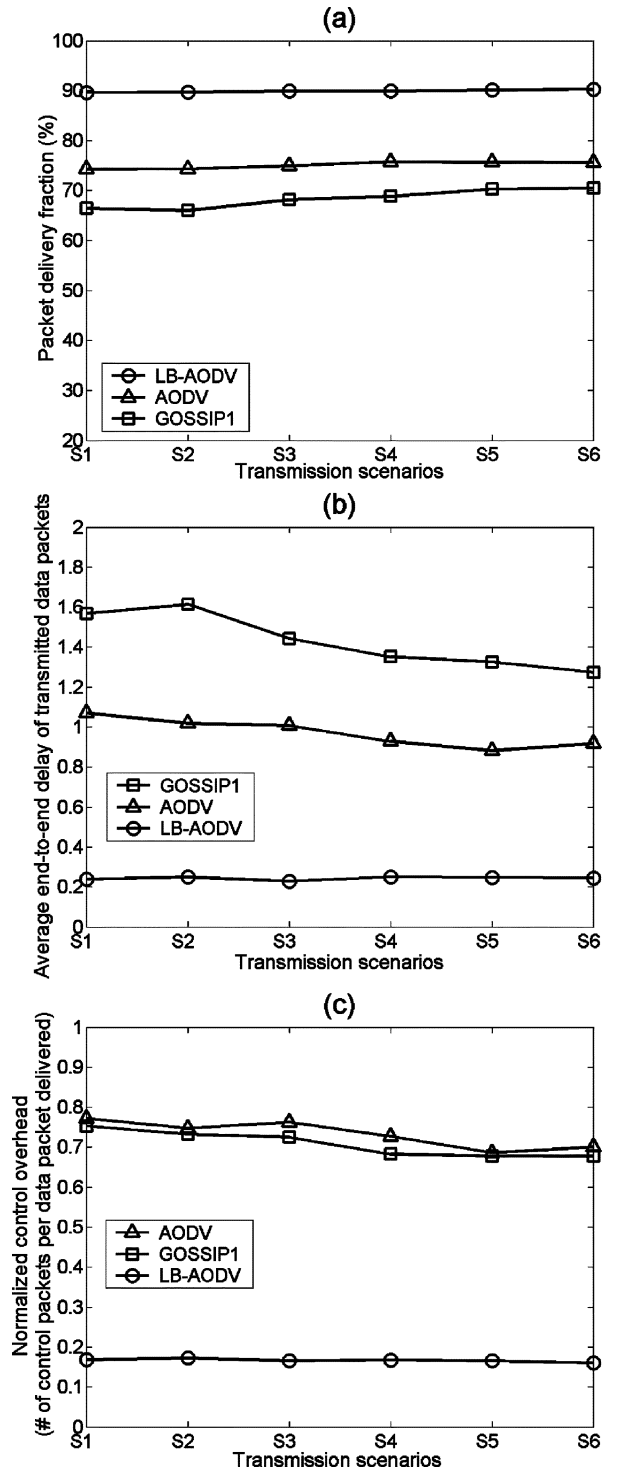 (a)
Packet delivery fraction (%)
100
90
80
70
60
50
40
30
20
LB-AODV
AODV
GOSSIP1
S1 S2 S3 S4 S5 S6
Transmission scenarios
(b)
Average end-to-end delay of transmitted data packets
2
1.8
1.6
1.4
1.2
1
0.8
0.6
0.4
0.2
0
GOSSIP1
AODV
LB-AODV
S1 S2 S3 S4 S5 S6
Transmission scenarios
(c)
Normalized control overhead
(# of control packets per data packet delivered)
1
0.9
0.8
0.7
0.6
0.5
0.4
0.3
0.2
0.1
0
AODV
GOSSIP1
LB-AODV
S1 S2 S3 S4 S5 S6
Transmission scenarios